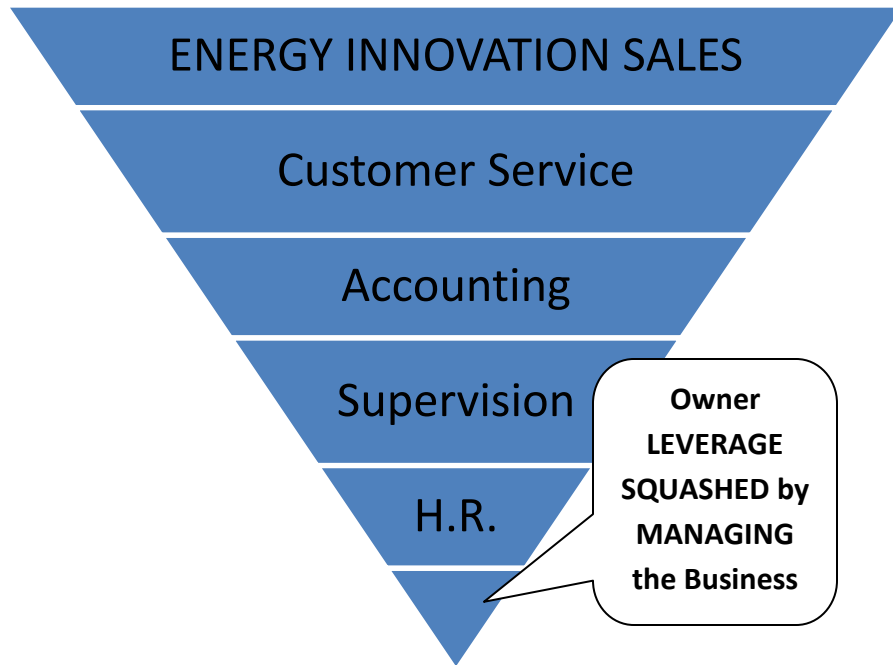 ENERGY INNOVATION SALES
Customer Service
Accounting
Supervision
H.R.
Owner
LEVERAGE
SQUASHED by
MANAGING
the Business